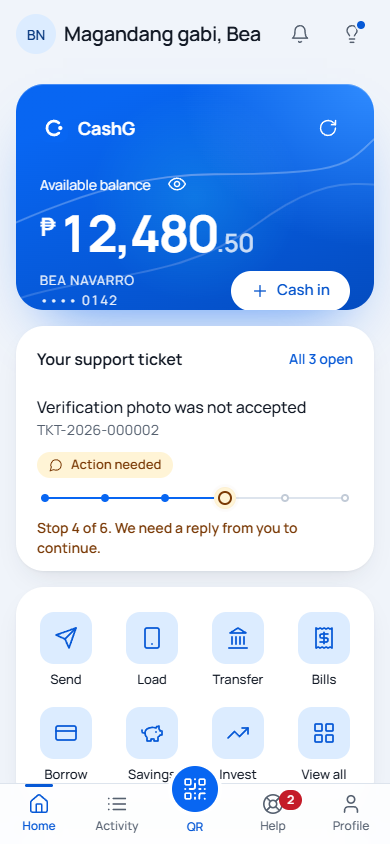 BN
Magandang gabi, Bea
CashG
Available balance
₱12,480.50
BEA NAVARRO
•••• 0142
Cash in
Your support ticket
All 3 open
Verification photo was not accepted
TKT-2026-000002
Action needed
Stop 4 of 6. We need a reply from you to
continue.
Send
Load
Transfer
Bills
Borrow
Savings
Invest
View all
Home
Activity
QR
2
Help
Profile